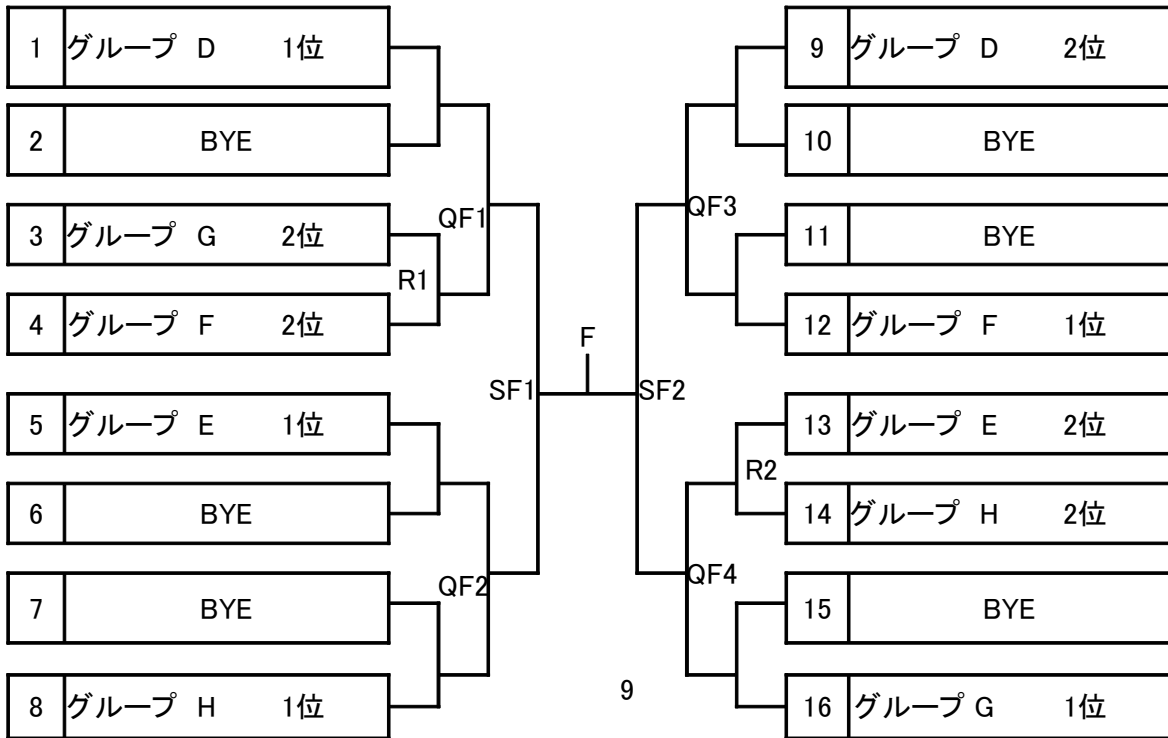 1 グループ D 1位
2 BYE
QF1
3 グループ G 2位
R1
4 グループ F 2位
SF1
5 グループ E 1位
6 BYE
QF2
7 BYE
8 グループ H 1位
F
9 グループ D 2位
10 BYE
QF3
11 BYE
12 グループ F 1位
SF2
13 グループ E 2位
R2
14 グループ H 2位
QF4
15 BYE
16 グループ G 1位
9